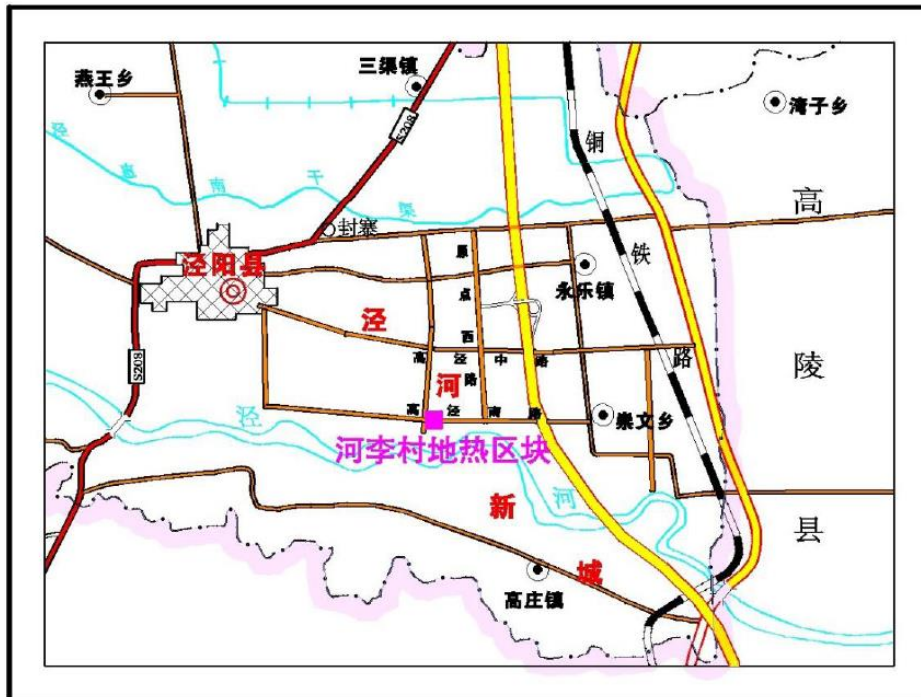 燕王乡
三渠镇
湾子乡
S208
泾惠南干渠
铜铁路
高陵县
封寨
泾阳县
永乐镇
原点西路
高泾中路
S208
泾河新城
泾河
高泾南路
崇文乡
河李村地热区块
高庄镇